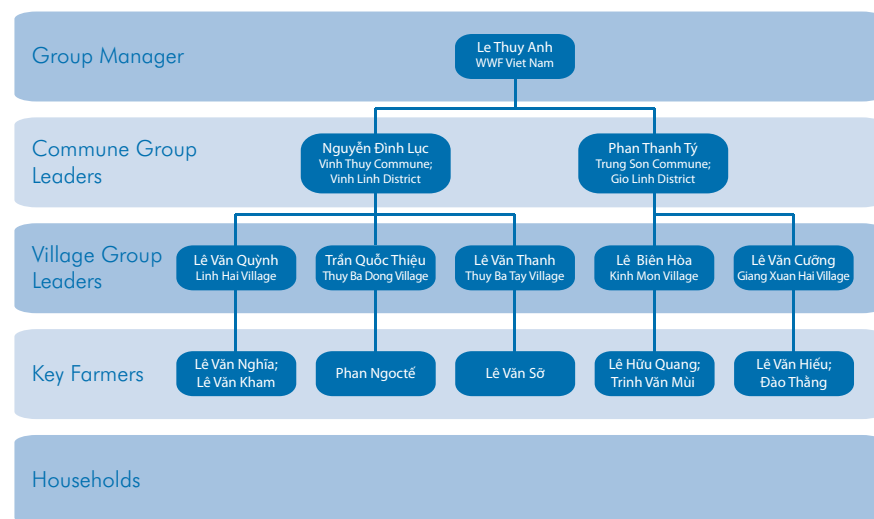 Group Manager
Le Thuy Anh
WWF Viet Nam
Commune Group
Leaders
Nguyễn Đình Lục
Vinh Thuy Commune;
Vinh Linh District
Phan Thanh Tý
Trung Son Commune;
Gio Linh District
Village Group
Leaders
Lê Văn Quỳnh
Linh Hai Village
Trần Quốc Thiệu
Thuy Ba Dong Village
Lê Văn Thanh
Thuy Ba Tay Village
Lê Biên Hòa
Kinh Mon Village
Lê Văn Cưỡng
Giang Xuan Hai Village
Key Farmers
Lê Văn Nghĩa;
Lê Văn Kham
Phan Ngoctế
Lê Văn Sỡ
Lê Hữu Quang;
Trinh Văn Mùi
Lê Văn Hiếu;
Đào Thằng
Households